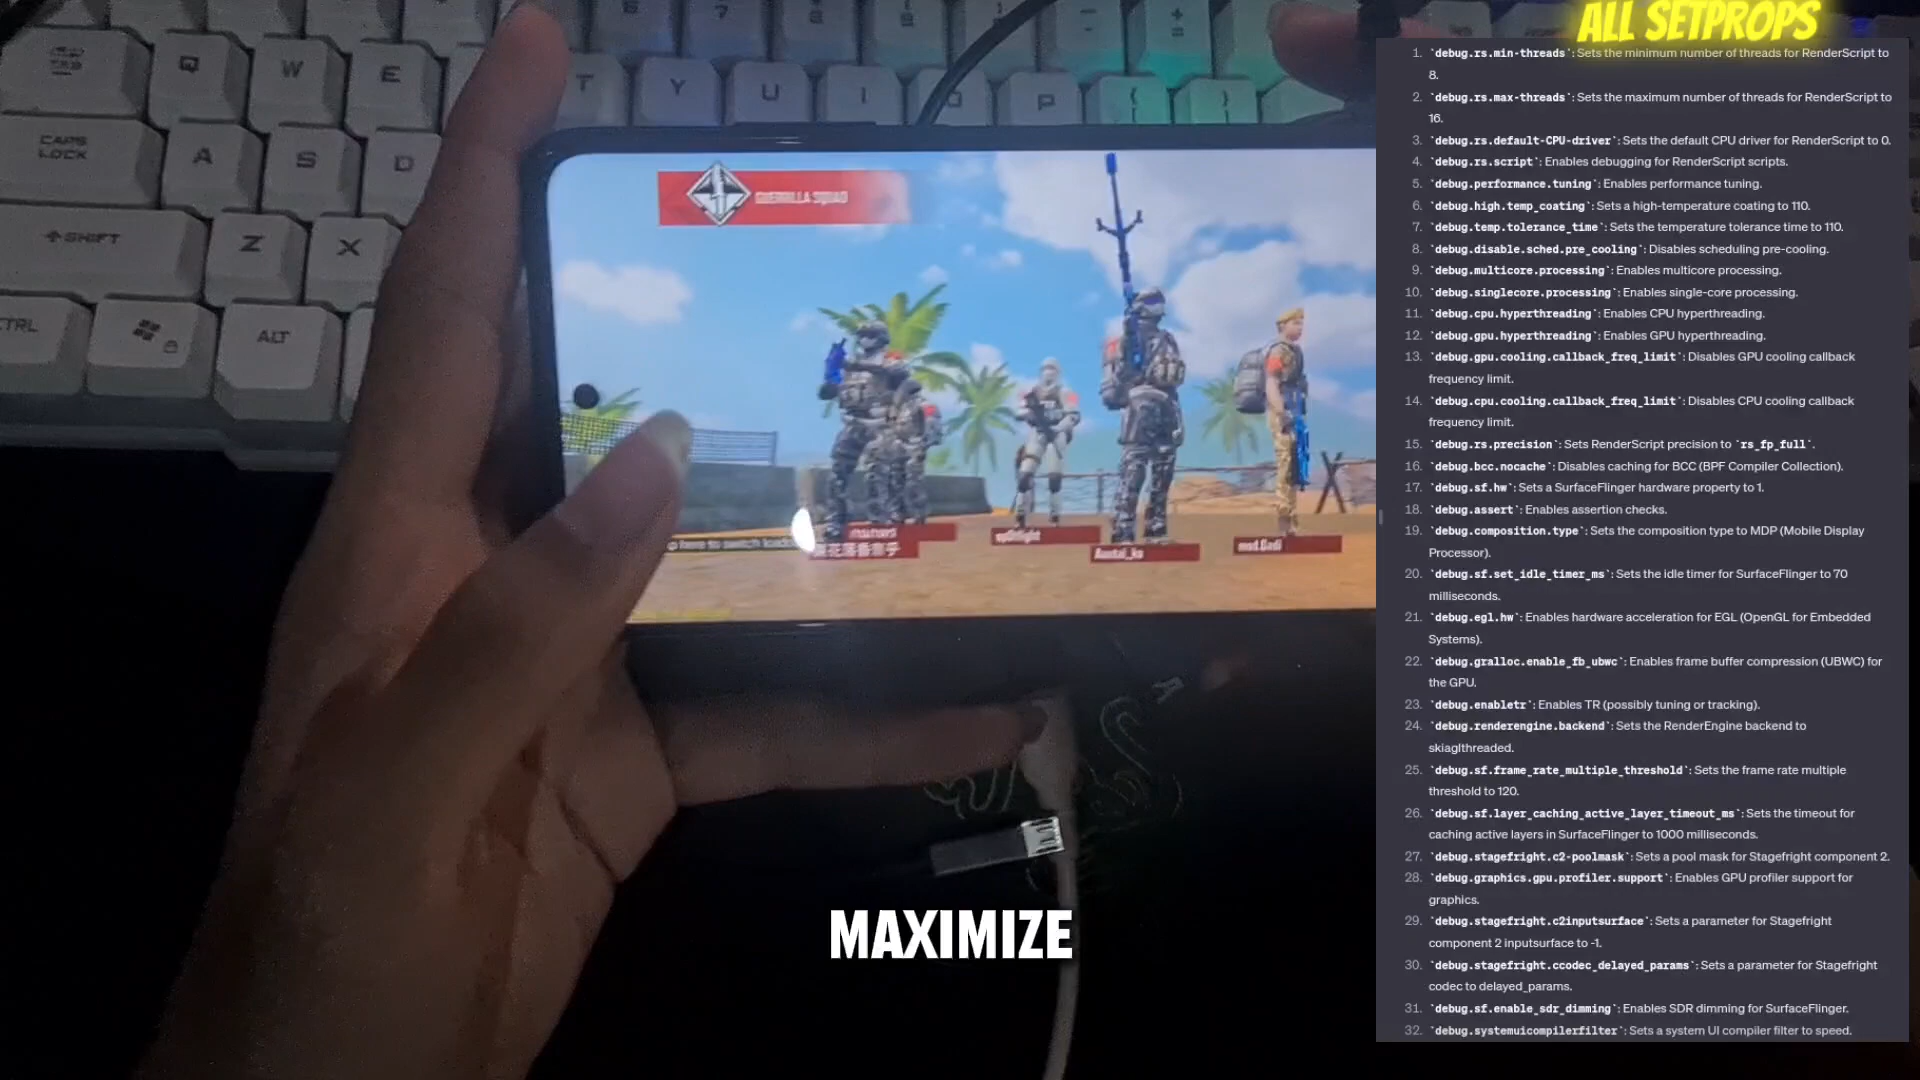 ALL SETPROPS
1. `debug.rs.min-threads`: Sets the minimum number of threads for RenderScript to
8.
2. `debug.rs.max-threads`: Sets the maximum number of threads for RenderScript to
16.
3. `debug.rs.default-CPU-driver`: Sets the default CPU driver for RenderScript to 0.
4. `debug.rs.script`: Enables debugging for RenderScript scripts.
5. `debug.performance.tuning`: Enables performance tuning.
6. `debug.high.temp_coating`: Sets a high-temperature coating to 110.
7. `debug.temp.tolerance_time`: Sets the temperature tolerance time to 110.
8. `debug.disable.sched.pre_cooling`: Disables scheduling pre-cooling.
9. `debug.multicore.processing`: Enables multicore processing.
10. `debug.singlecore.processing`: Enables single-core processing.
11. `debug.cpu.hyperthreading`: Enables CPU hyperthreading.
12. `debug.gpu.hyperthreading`: Enables GPU hyperthreading.
13. `debug.gpu.cooling.callback_freq_limit`: Disables GPU cooling callback
frequency limit.
14. `debug.cpu.cooling.callback_freq_limit`: Disables CPU cooling callback
frequency limit.
15. `debug.rs.precision`: Sets RenderScript precision to `rs_fp_full`.
16. `debug.bcc.nocache`: Disables caching for BCC (BPF Compiler Collection).
17. `debug.sf.hw`: Sets a SurfaceFlinger hardware property to 1.
18. `debug.assert`: Enables assertion checks.
19. `debug.composition.type`: Sets the composition type to MDP (Mobile Display
Processor).
20. `debug.sf.set_idle_timer_ms`: Sets the idle timer for SurfaceFlinger to 70
milliseconds.
21. `debug.egl.hw`: Enables hardware acceleration for EGL (OpenGL for Embedded
Systems).
22. `debug.gralloc.enable_fb_ubwc`: Enables frame buffer compression (UBWC) for
the GPU.
23. `debug.enabletr`: Enables TR (possibly tuning or tracking).
24. `debug.renderengine.backend`: Sets the RenderEngine backend to
skiaglthreaded.
25. `debug.sf.frame_rate_multiple_threshold`: Sets the frame rate multiple
threshold to 120.
26. `debug.sf.layer_caching_active_layer_timeout_ms`: Sets the timeout for
caching active layers in SurfaceFlinger to 1000 milliseconds.
27. `debug.stagefright.c2-poolmask`: Sets a pool mask for Stagefright component 2.
28. `debug.graphics.gpu.profiler.support`: Enables GPU profiler support for
graphics.
29. `debug.stagefright.c2inputsurface`: Sets a parameter for Stagefright
component 2 inputsurface to -1.
30. `debug.stagefright.ccodec_delayed_params`: Sets a parameter for Stagefright
codec to delayed_params.
31. `debug.sf.enable_sdr_dimming`: Enables SDR dimming for SurfaceFlinger.
32. `debug.systemuicompilerfilter`: Sets a system UI compiler filter to speed.
Q W E
T Y U I O P { }
CAPS
LOCK
A S D
SHIFT
Z X
CTRL
ALT
GUERILLA SQUAD
here to switch
MAXIMIZE